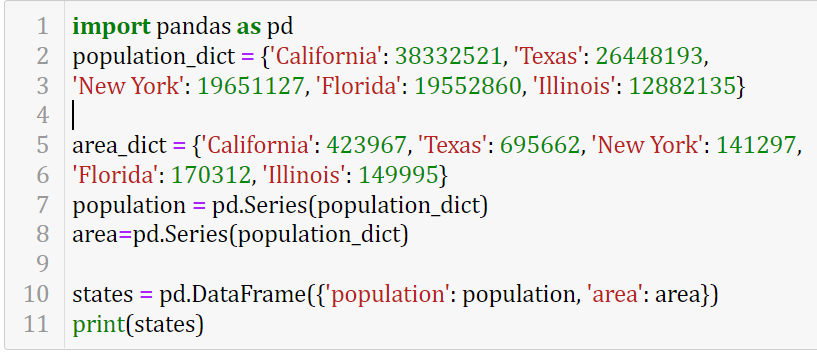 1 import pandas as pd
2 population_dict = {'California': 38332521, 'Texas': 26448193,
3 'New York': 19651127, 'Florida': 19552860, 'Illinois': 12882135}
4
5 area_dict = {'California': 423967, 'Texas': 695662, 'New York': 141297,
6 'Florida': 170312, 'Illinois': 149995}
7 population = pd.Series(population_dict)
8 area=pd.Series(population_dict)
9
10 states = pd.DataFrame({'population': population, 'area': area})
11 print(states)